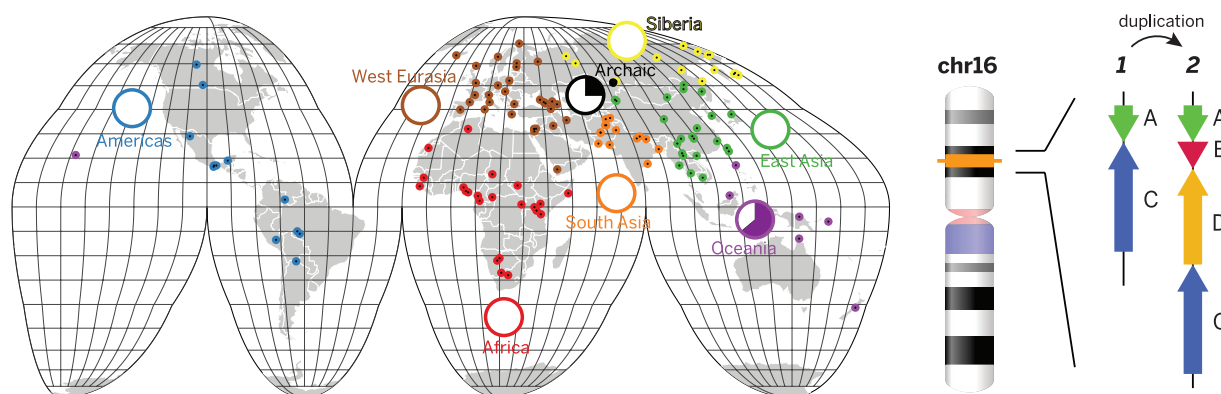 Siberia
West Eurasia
Archaic
Americas
East Asia
South Asia
Oceania
Africa
duplication
chr16
1
2
A
C
A
D